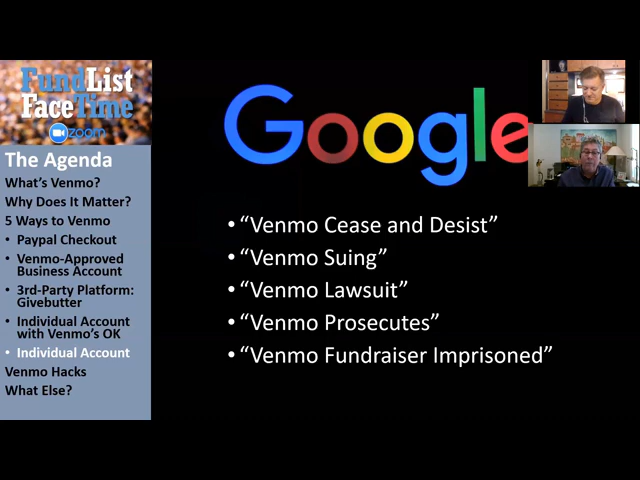 FundList
FaceTime
zoom
The Agenda
What's Venmo?
Why Does It Matter?
5 Ways to Venmo
• Paypal Checkout
• Venmo-Approved
Business Account
• 3rd-Party Platform:
Givebutter
• Individual Account
with Venmo's OK
• Individual Account
Venmo Hacks
What Else?
Google
• “Venmo Cease and Desist”
• “Venmo Suing”
• “Venmo Lawsuit”
• “Venmo Prosecutes”
• “Venmo Fundraiser Imprisoned”